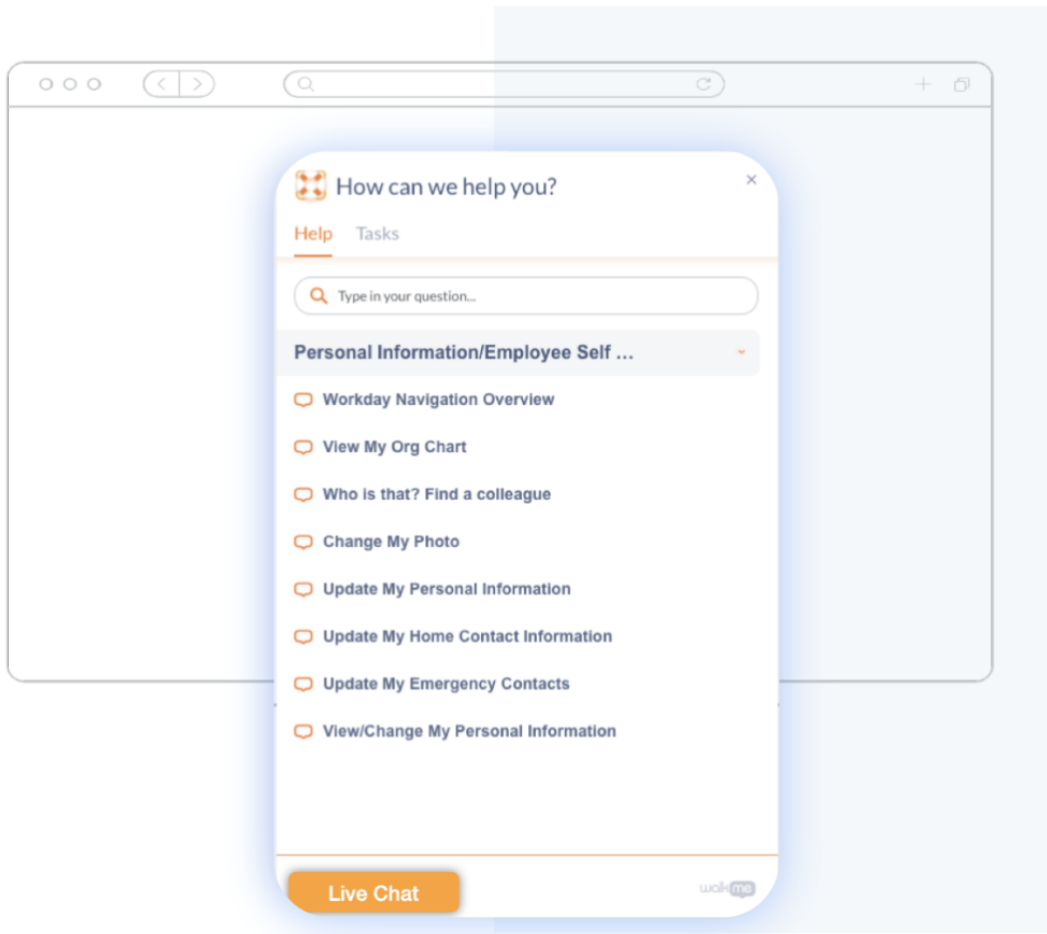 How can we help you?
Help Tasks
Type in your question...
Personal Information/Employee Self ...
Workday Navigation Overview
View My Org Chart
Who is that? Find a colleague
Change My Photo
Update My Personal Information
Update My Home Contact Information
Update My Emergency Contacts
View/Change My Personal Information
Live Chat
walkme